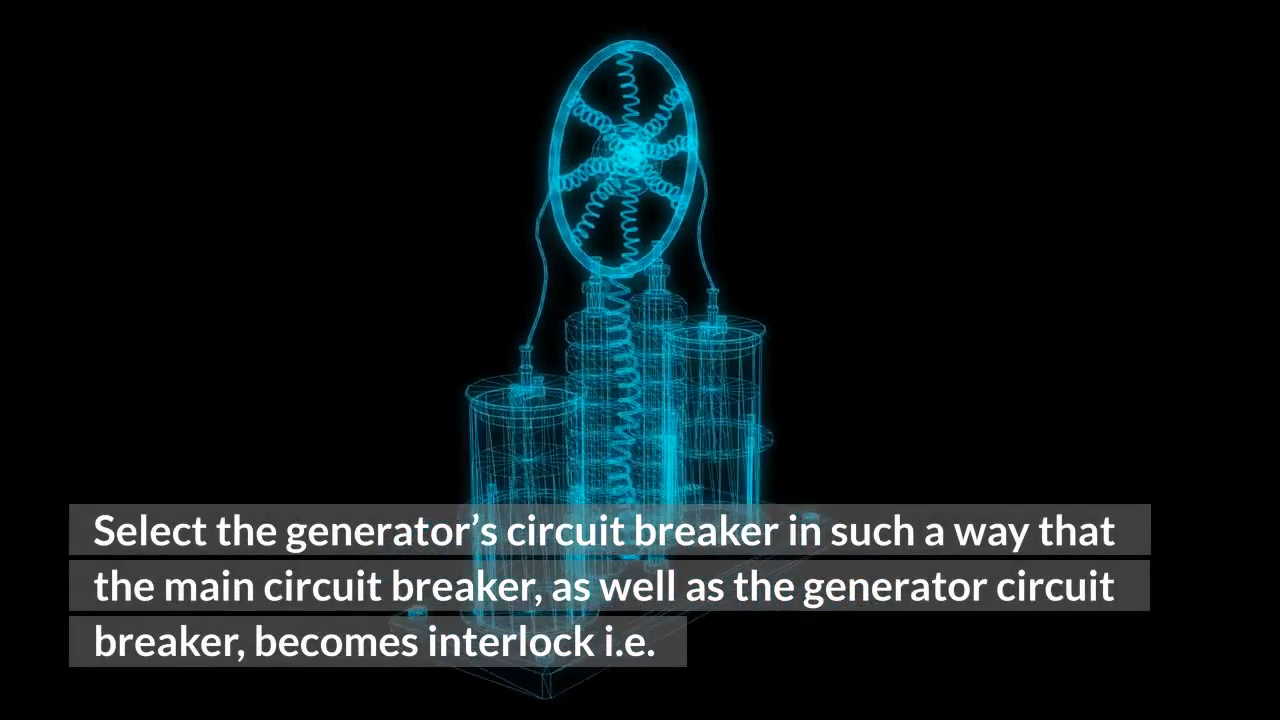 Select the generator’s circuit breaker in such a way that
the main circuit breaker, as well as the generator circuit
breaker, becomes interlock i.e.